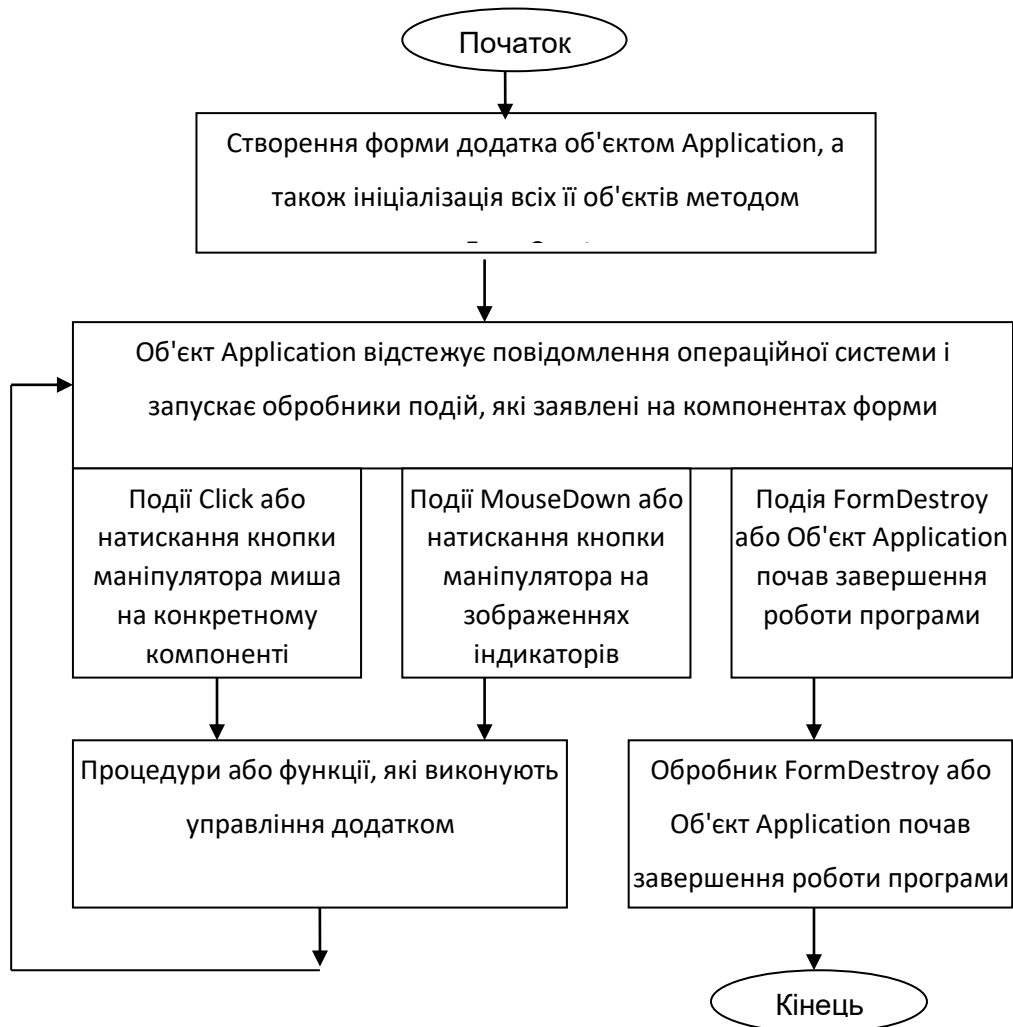 Початок
Створення форми додатка об'єктом Application, а
також ініціалізація всіх її об'єктів методом
Об'єкт Application відстежує повідомлення операційної системи і
запускає обробники подій, які заявлені на компонентах форми
Події Click або
натискання кнопки
маніпулятора миша
на конкретному
компоненті
Події MouseDown або
натискання кнопки
маніпулятора на
зображеннях
індикаторів
Подія FormDestroy
або Об'єкт Application
почав завершення
роботи програми
Процедури або функції, які виконують
управління додатком
Обробник FormDestroy або
Об'єкт Application почав
завершення роботи програми
Кінець